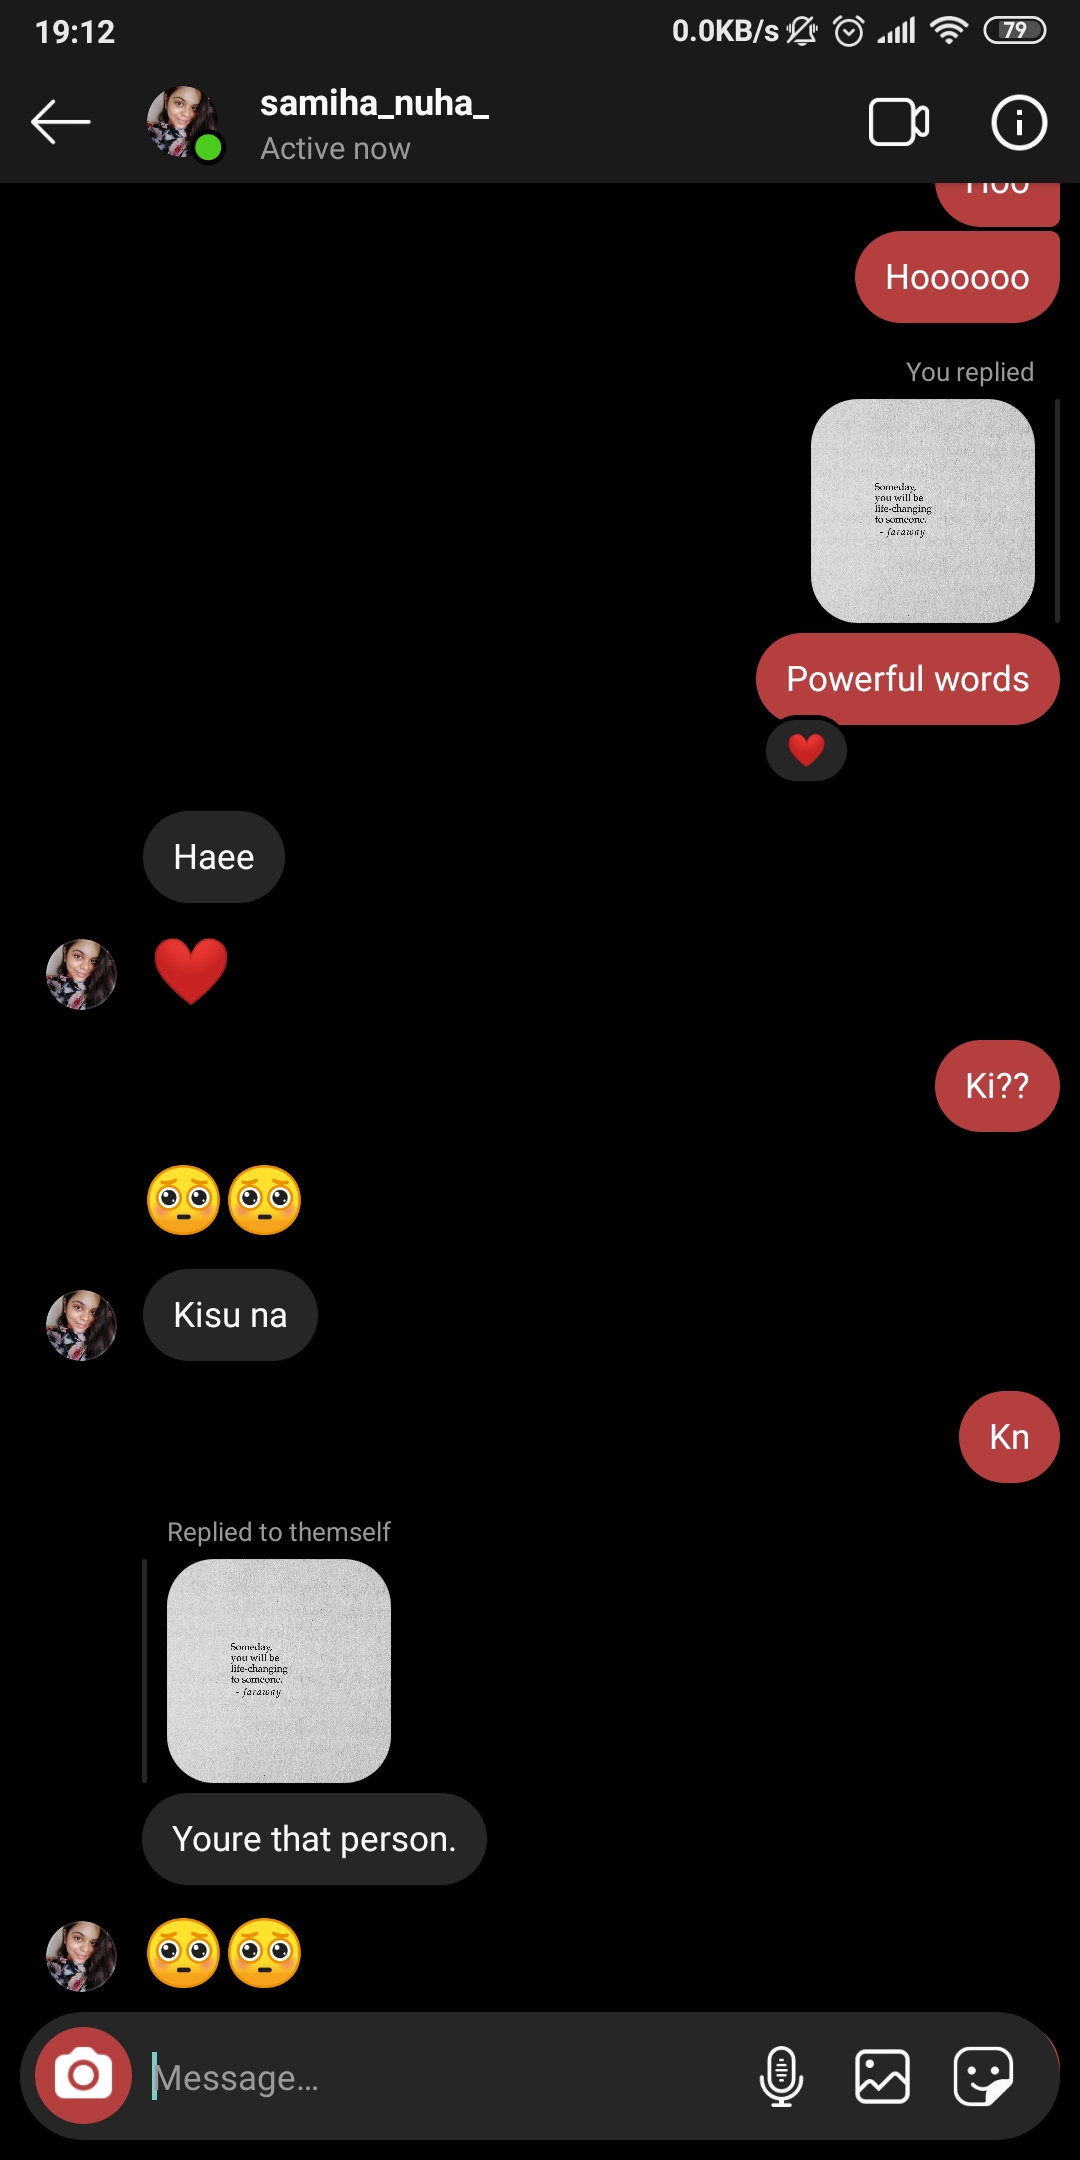 19:12
0.0KB/s
79
samiha_nuha_
Active now
Hoo
Hoooooo
You replied
Someday,
you will be
life-changing
to someone.
- faraway
Powerful words
Haee
Ki??
Kisu na
Kn
Replied to themself
Someday,
you will be
life-changing
to someone.
- faraway
Youre that person.
Message...